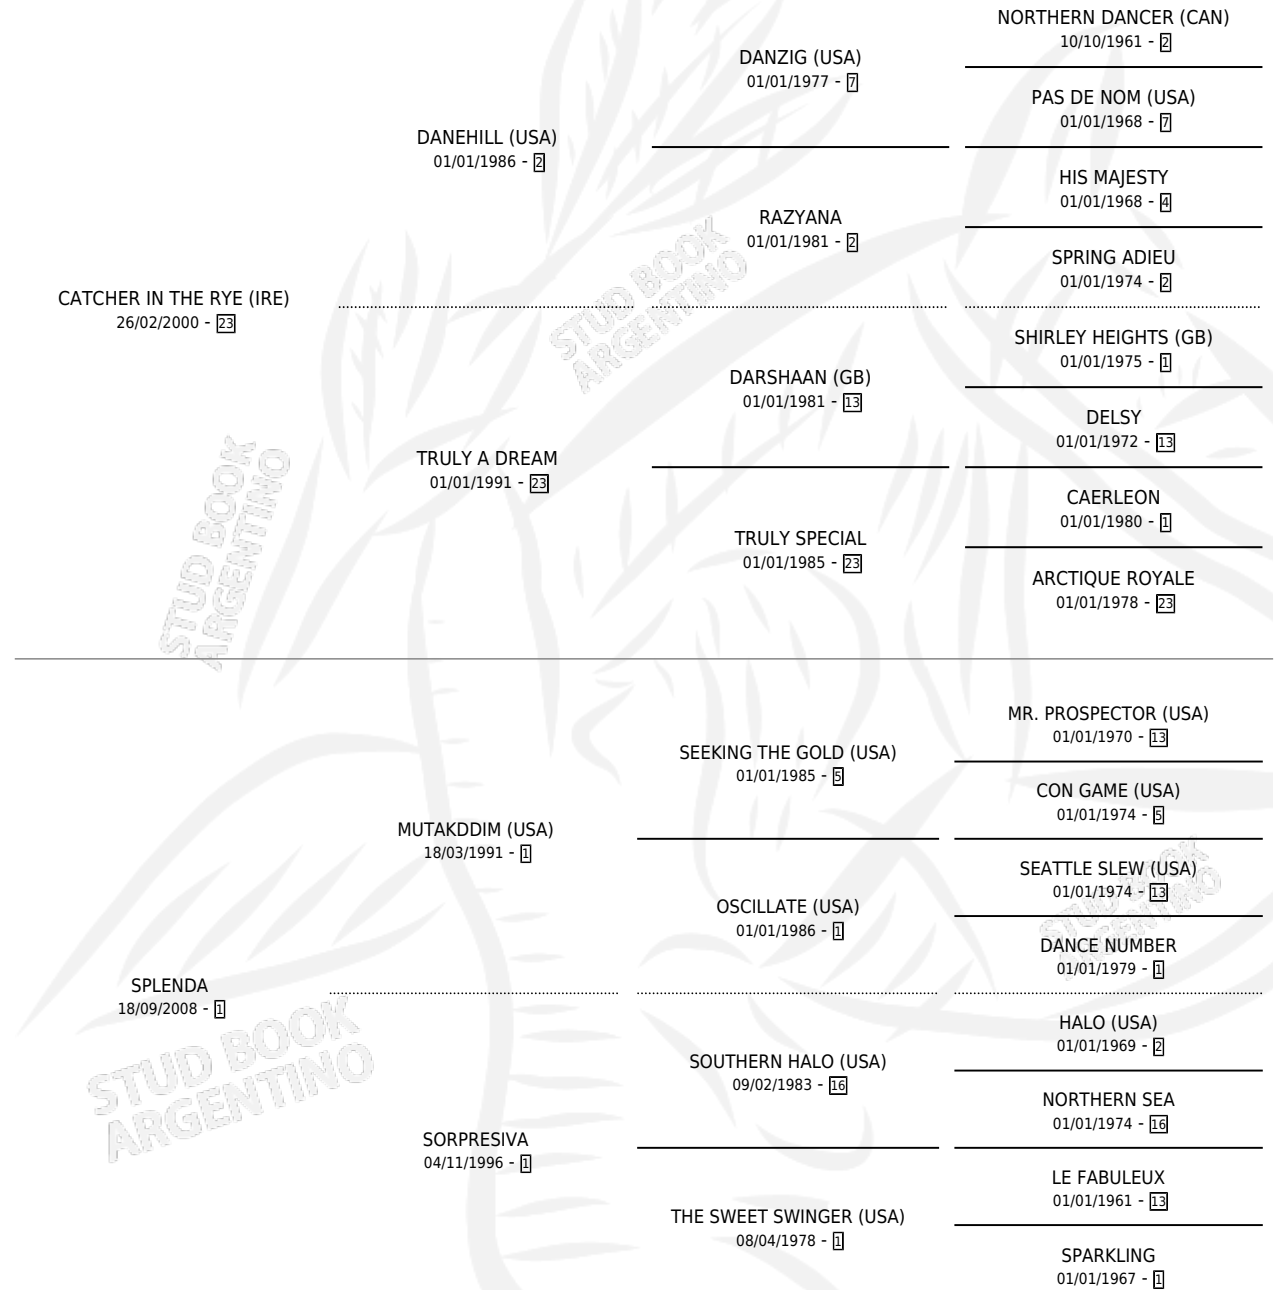 NORTHERN DANCER (CAN)
10/10/1961 - 2
DANZIG (USA)
01/01/1977 - 7
PAS DE NOM (USA)
01/01/1968 - 7
DANEHILL (USA)
01/01/1986 - 2
HIS MAJESTY
01/01/1968 - 4
RAZYANA
01/01/1981 - 2
SPRING ADIEU
01/01/1974 - 2
CATCHER IN THE RYE (IRE)
26/02/2000 - 23
STUD BOOK
ARGENTINO
SHIRLEY HEIGHTS (GB)
01/01/1975 - 1
DARSHAAN (GB)
01/01/1981 - 13
DELSY
01/01/1972 - 13
TRULY A DREAM
01/01/1991 - 23
CAERLEON
01/01/1980 - 1
TRULY SPECIAL
01/01/1985 - 23
ARCTIQUE ROYALE
01/01/1978 - 23
STUD BOOK
ARGENTINO
MR. PROSPECTOR (USA)
01/01/1970 - 13
SEEKING THE GOLD (USA)
01/01/1985 - 5
CON GAME (USA)
01/01/1974 - 5
MUTAKDDIM (USA)
18/03/1991 - 1
SEATTLE SLEW (USA)
01/01/1974 - 13
OSCILLATE (USA)
01/01/1986 - 1
STUD BOOK
ARGENTINO
DANCE NUMBER
01/01/1979 - 1
SPLENDA
18/09/2008 - 1
STUD BOOK
ARGENTINO
HALO (USA)
01/01/1969 - 2
SOUTHERN HALO (USA)
09/02/1983 - 16
NORTHERN SEA
01/01/1974 - 16
SORPRESIVA
04/11/1996 - 1
LE FABULEUX
01/01/1961 - 13
THE SWEET SWINGER (USA)
08/04/1978 - 1
SPARKLING
01/01/1967 - 1